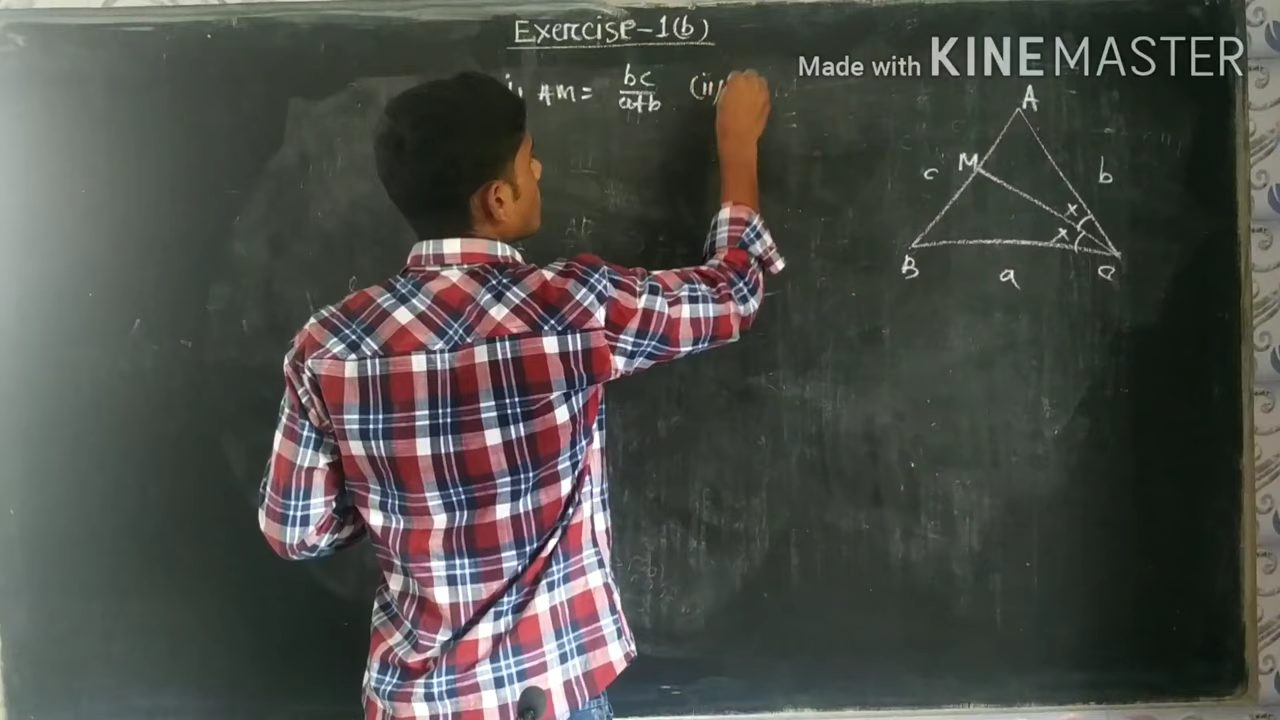 Exercise-1(b)
Made with KINEMASTER
i) AM = bc/a+b (ii)
A
M
c
b
x
x
B
a
C